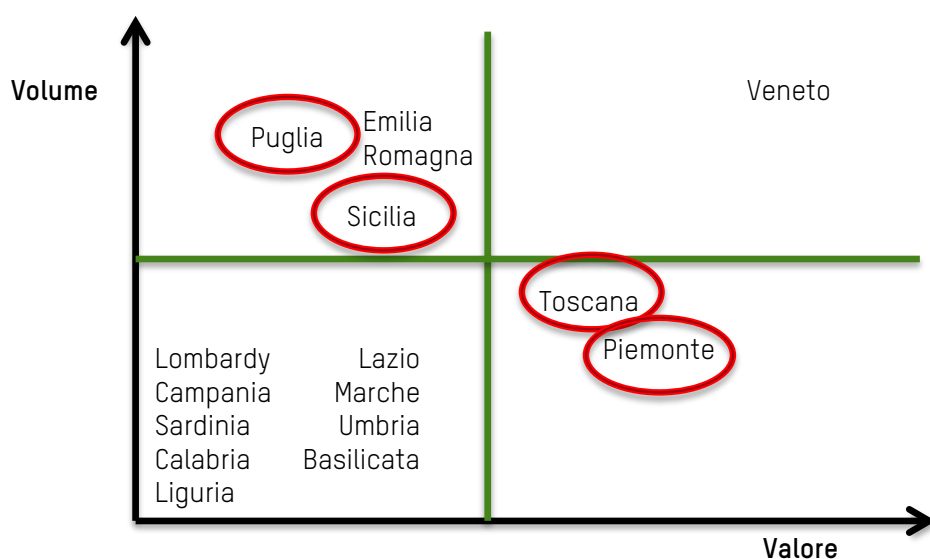 Volume
Veneto
Puglia
Emilia
Romagna
Sicilia
Toscana
Piemonte
Lombardy Lazio
Campania Marche
Sardinia Umbria
Calabria Basilicata
Liguria
Valore